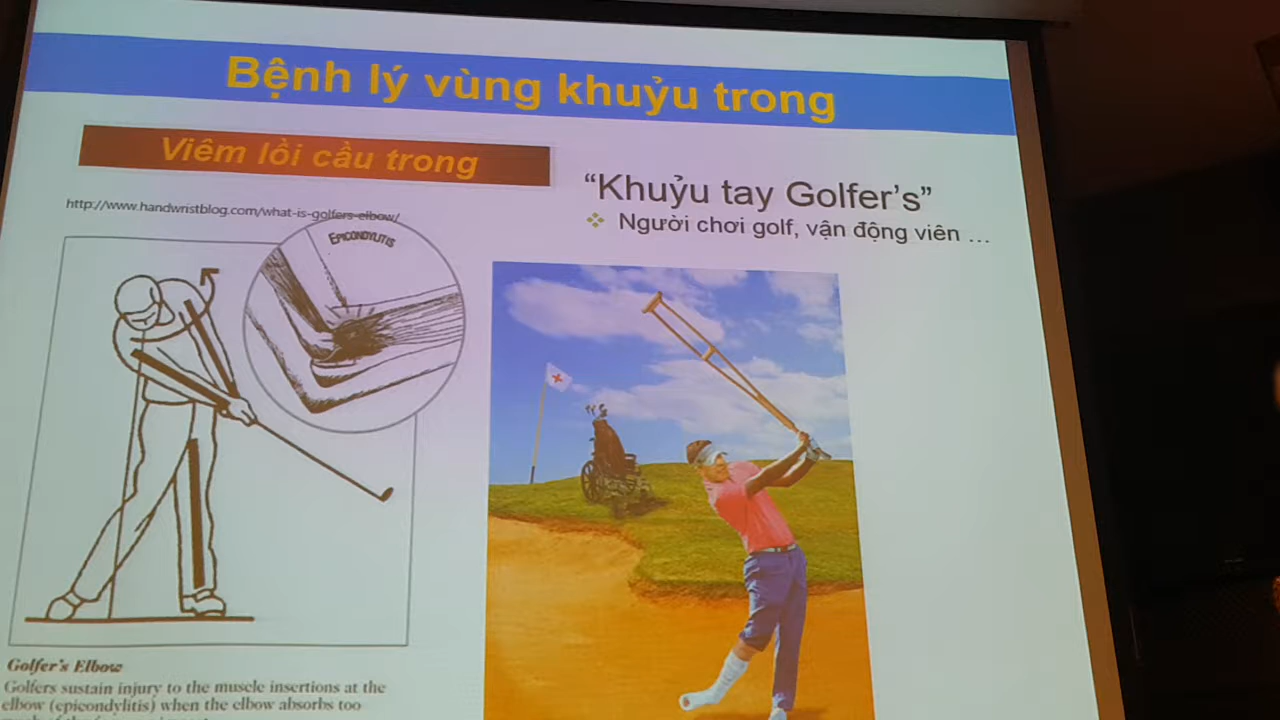 Bệnh lý vùng khuỷu trong
Viêm lồi cầu trong
"Khuỷu tay Golfer's"
Người chơi golf, vận động viên ...
http://www.handwristblog.com/what-is-golfers-elbow/
EPICONDYLITIS
Golfer's Elbow
Golfers sustain injury to the muscle insertions at the
elbow (epicondylitis) when the elbow absorbs too